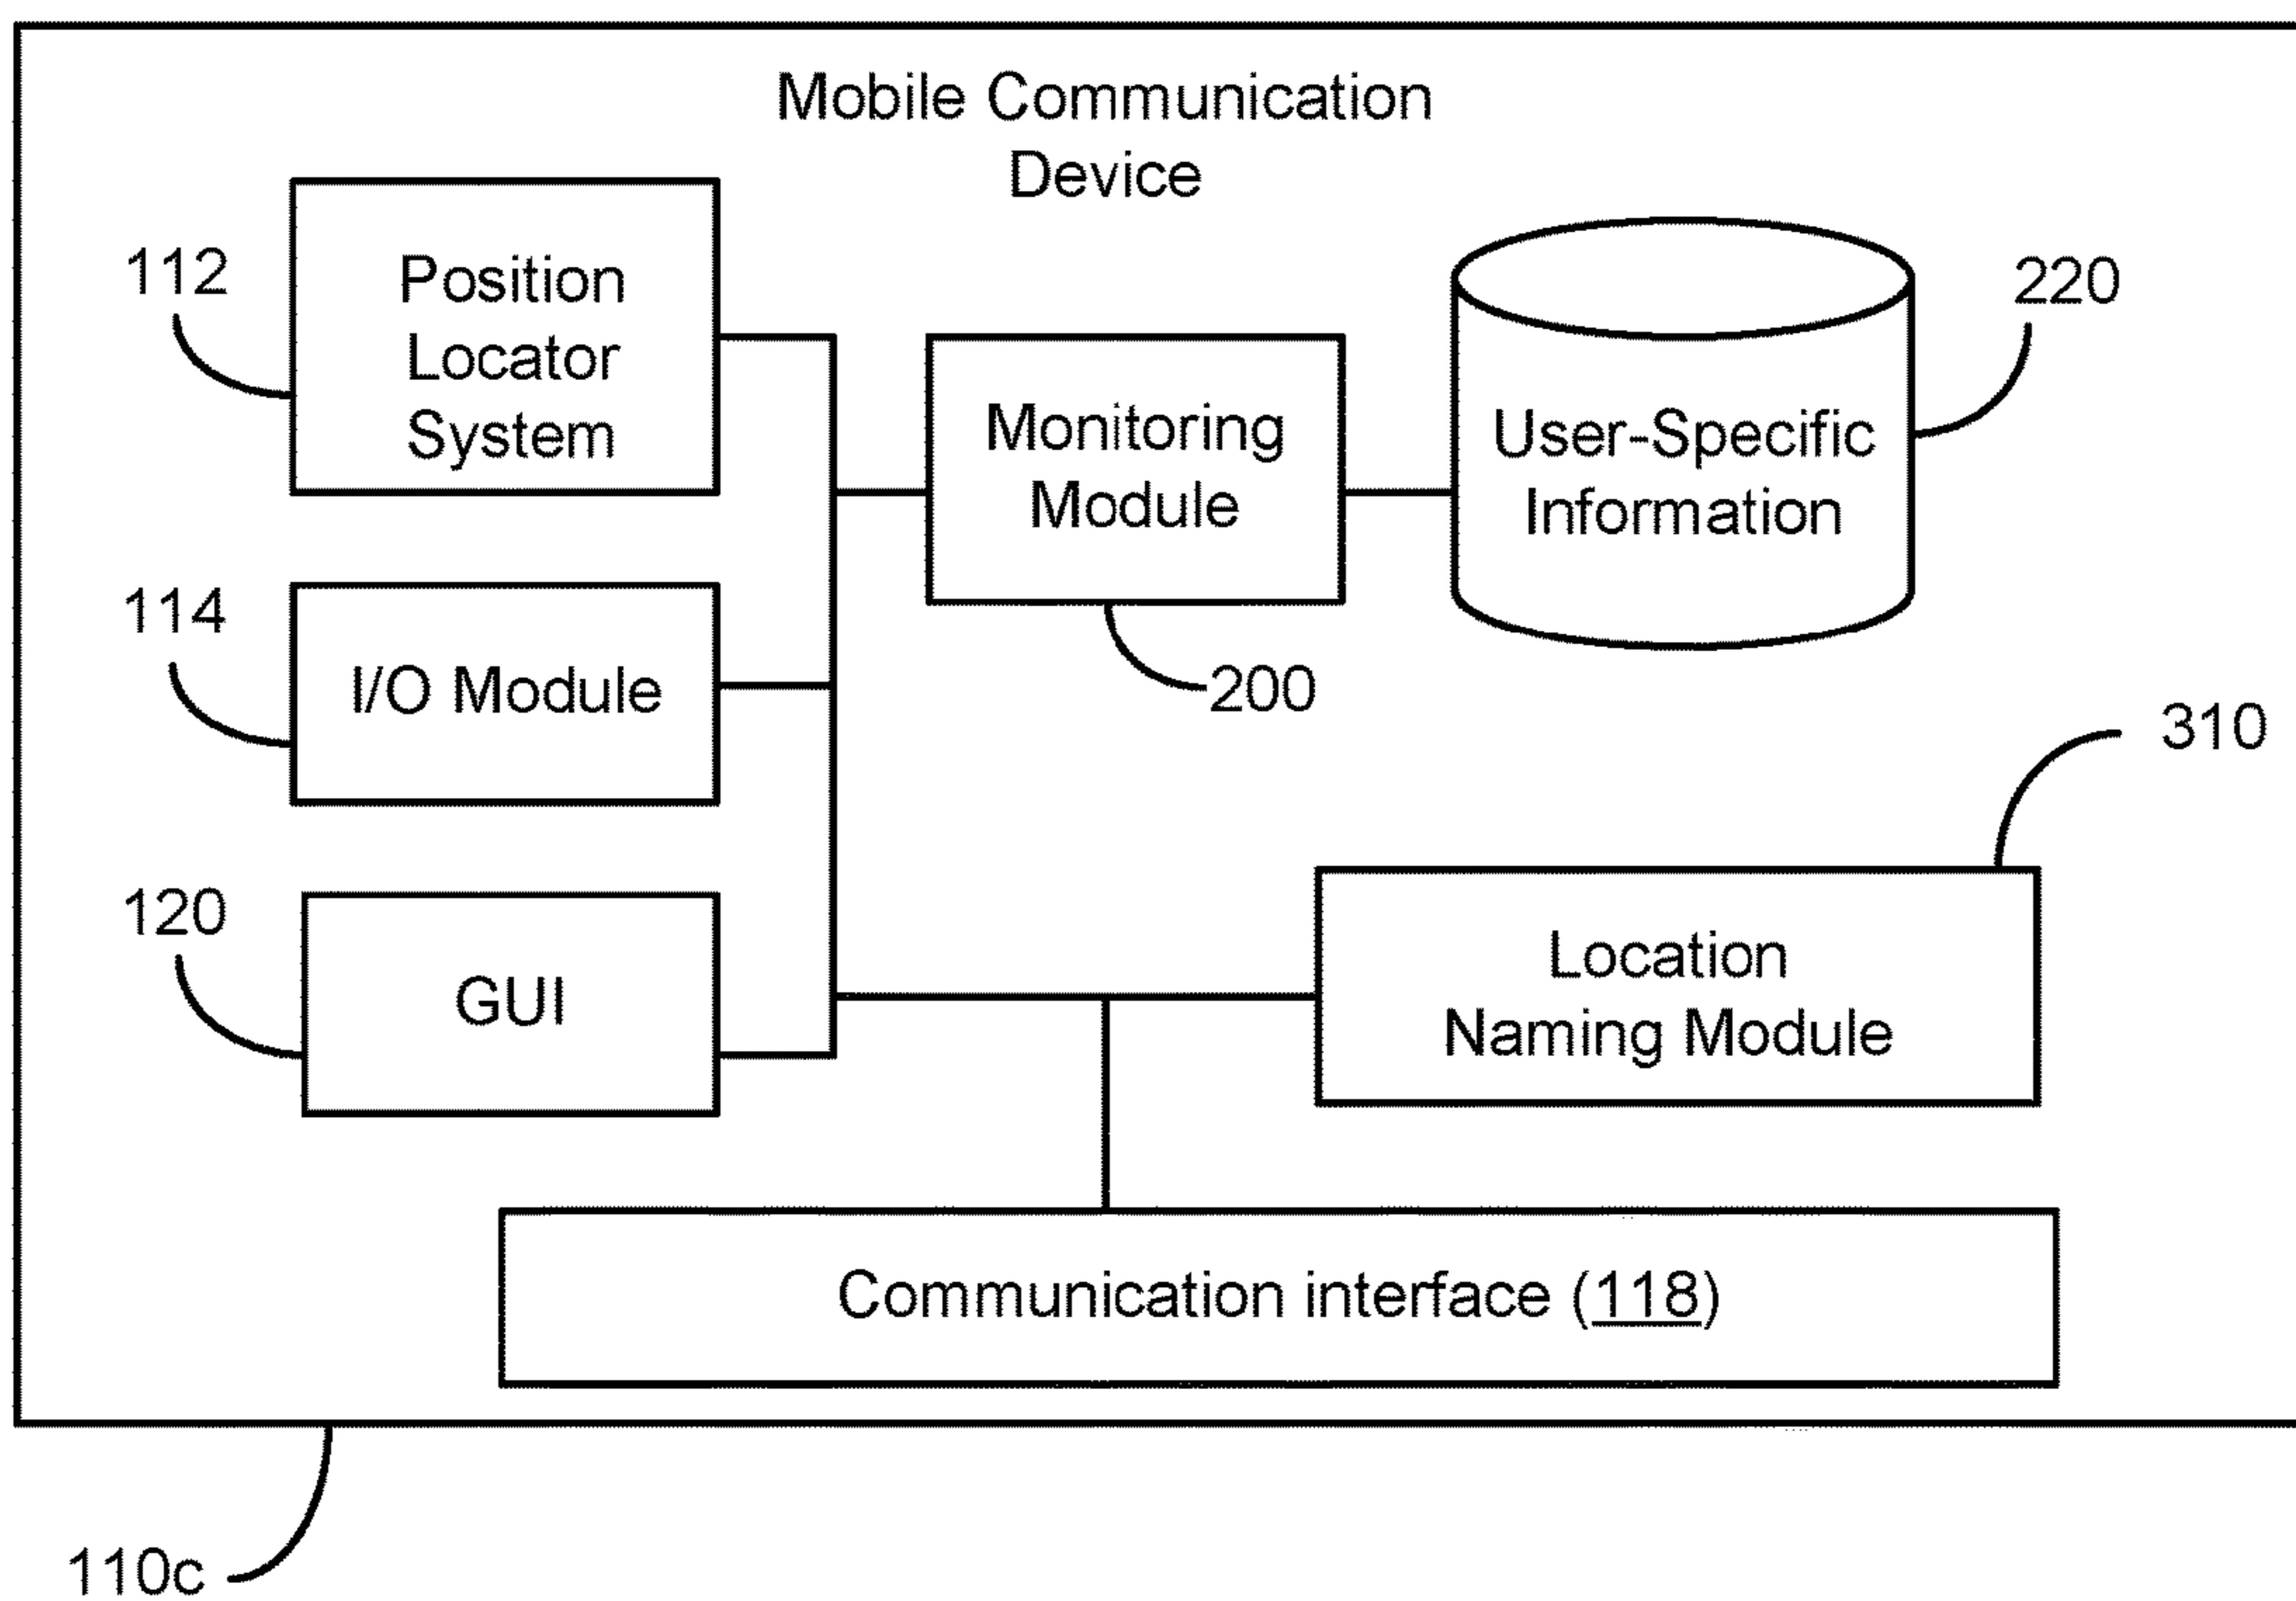 Mobile Communication
Device
112
Position
Locator
System
220
Monitoring
Module
User-Specific
Information
114
I/O Module
200
310
120
GUI
Location
Naming Module
Communication interface (118)
110c